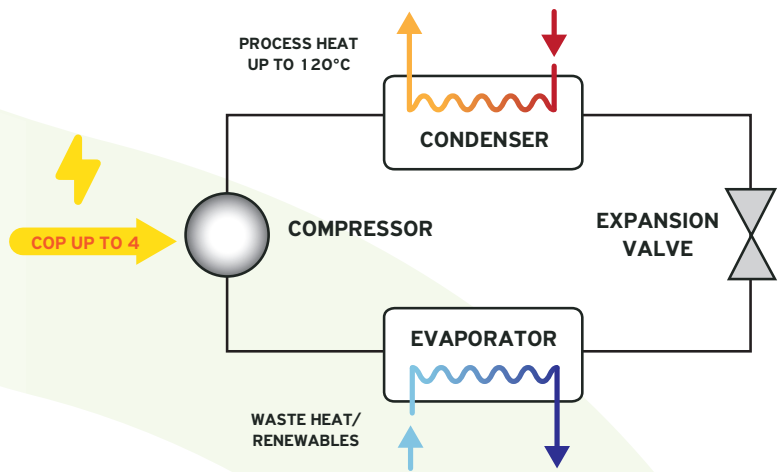 PROCESS HEAT
UP TO 120°C
CONDENSER
COP UP TO 4
COMPRESSOR
EXPANSION
VALVE
EVAPORATOR
WASTE HEAT/
RENEWABLES